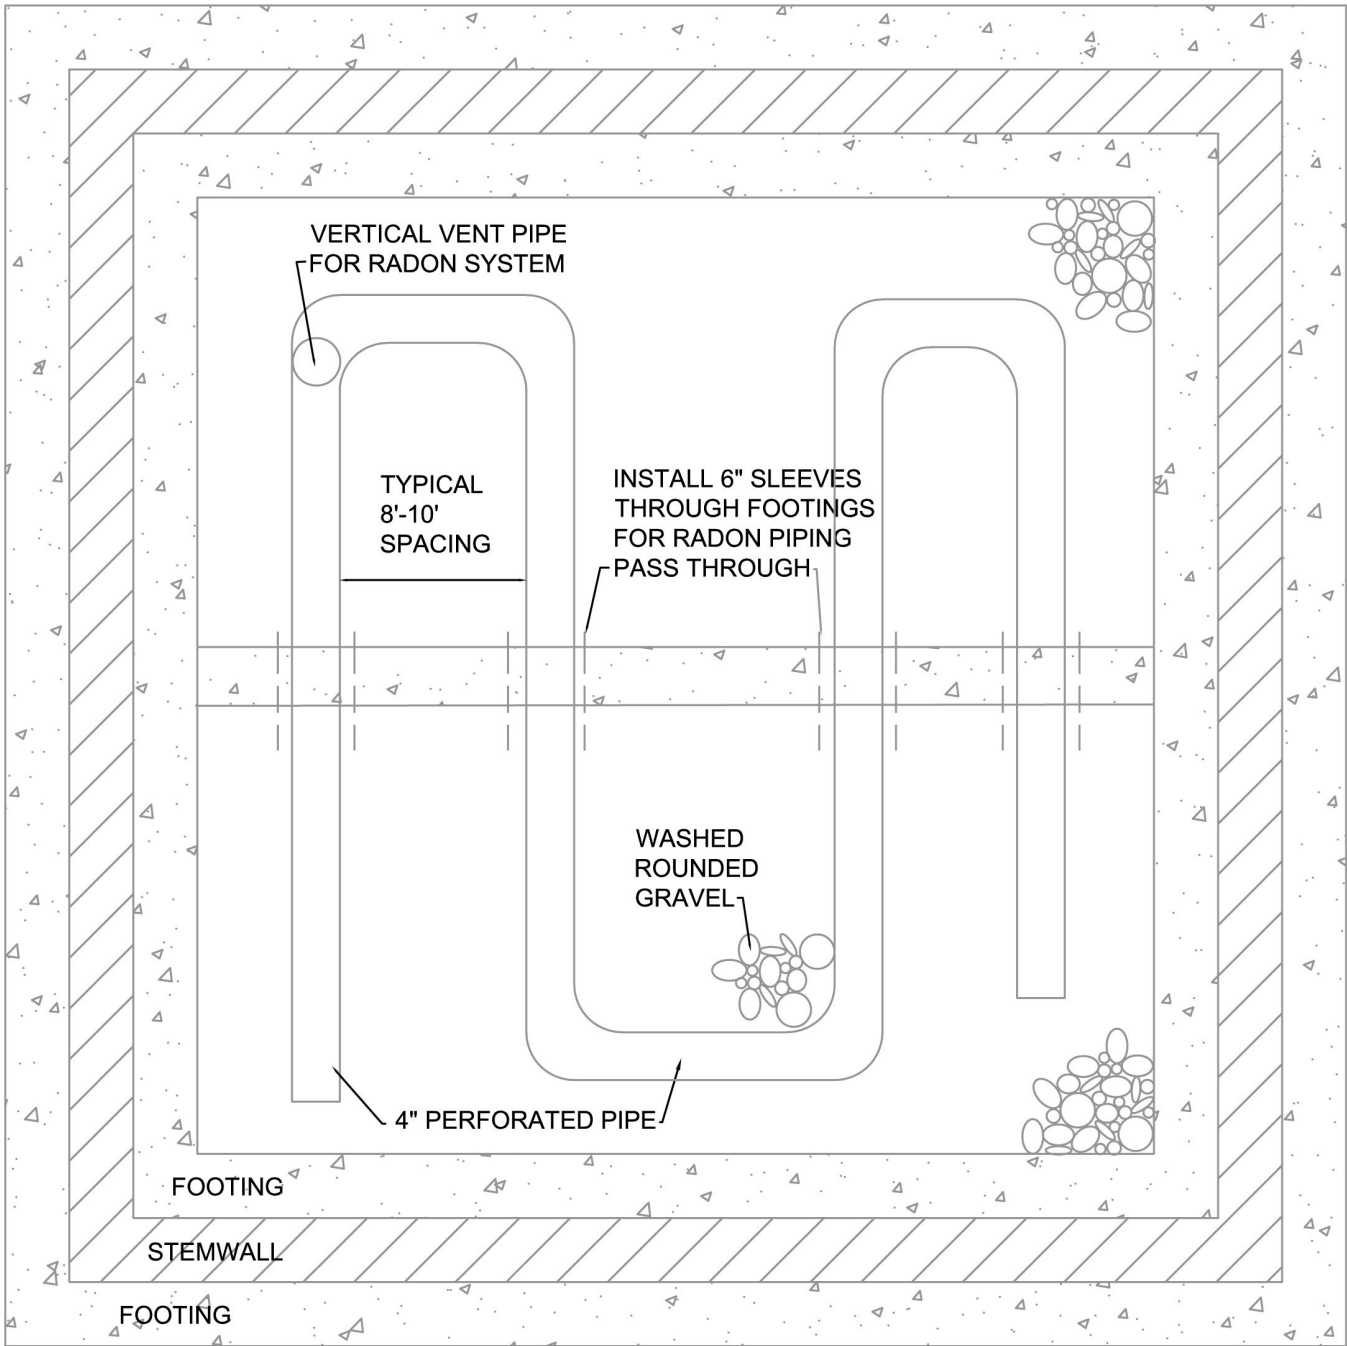 VERTICAL VENT PIPE
FOR RADON SYSTEM
TYPICAL
8'-10'
SPACING
INSTALL 6" SLEEVES
THROUGH FOOTINGS
FOR RADON PIPING
PASS THROUGH
WASHED
ROUNDED
GRAVEL
4" PERFORATED PIPE
FOOTING
STEMWALL
FOOTING